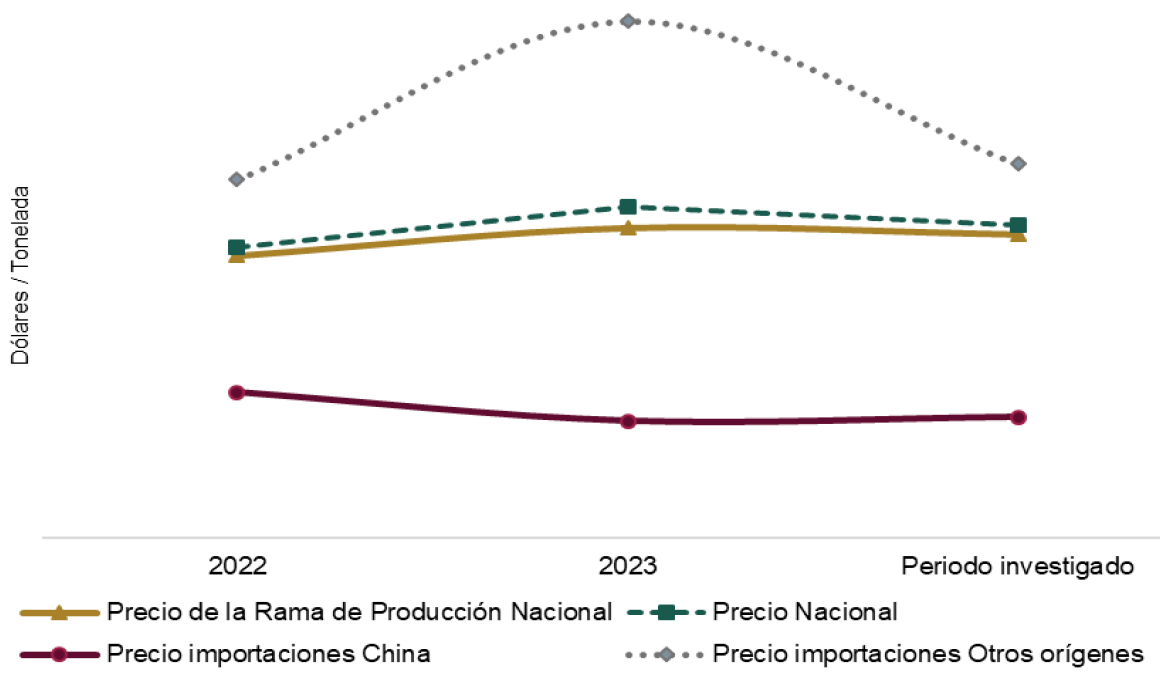 Dólares / Tonelada
2022 2023 Periodo investigado
Precio de la Rama de Producción Nacional Precio Nacional
Precio importaciones China Precio importaciones Otros orígenes